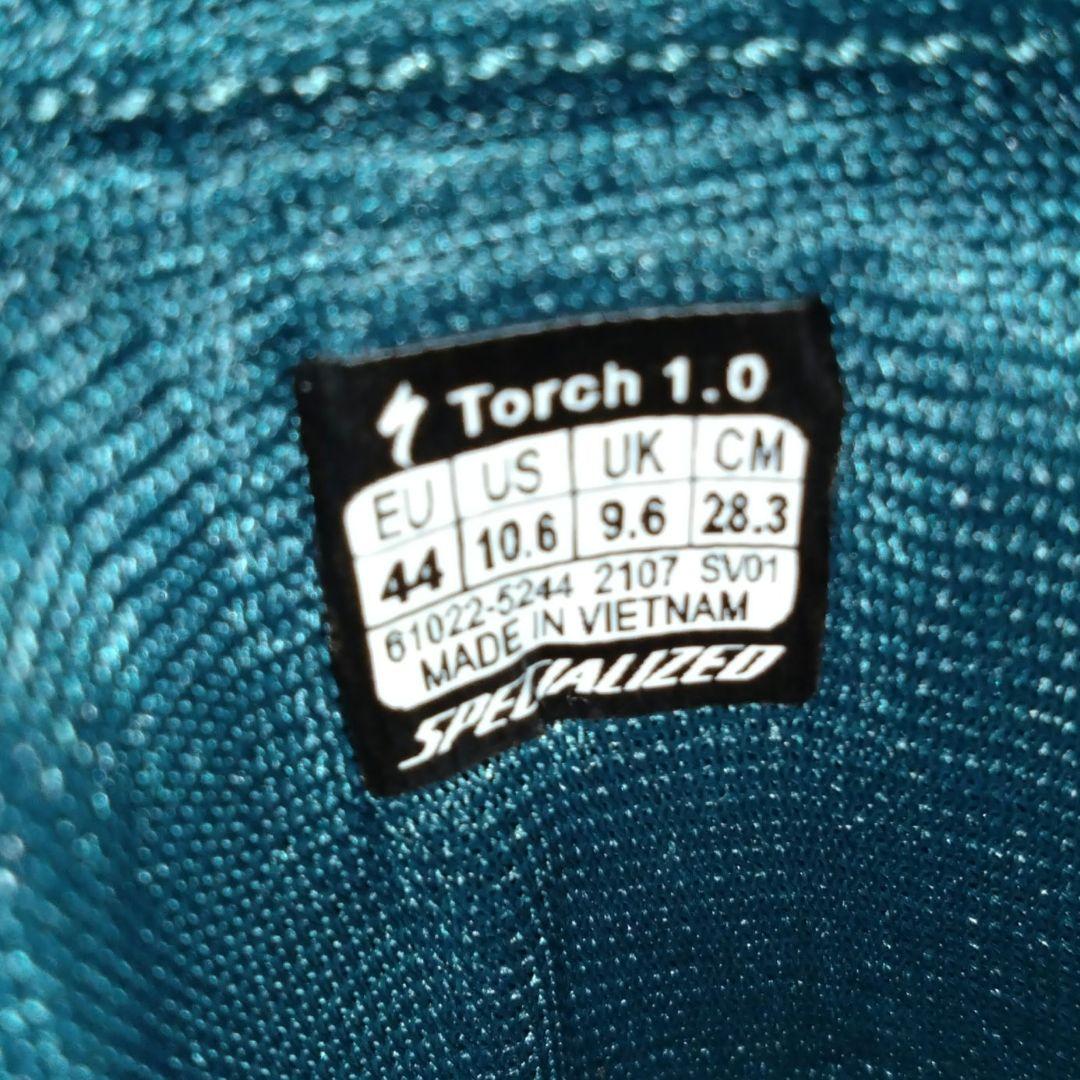 Torch 1.0
EU US UK CM
44 10.6 9.6 28.3
61022-5244 2107 SV01
MADE IN VIETNAM
SPECIALIZED